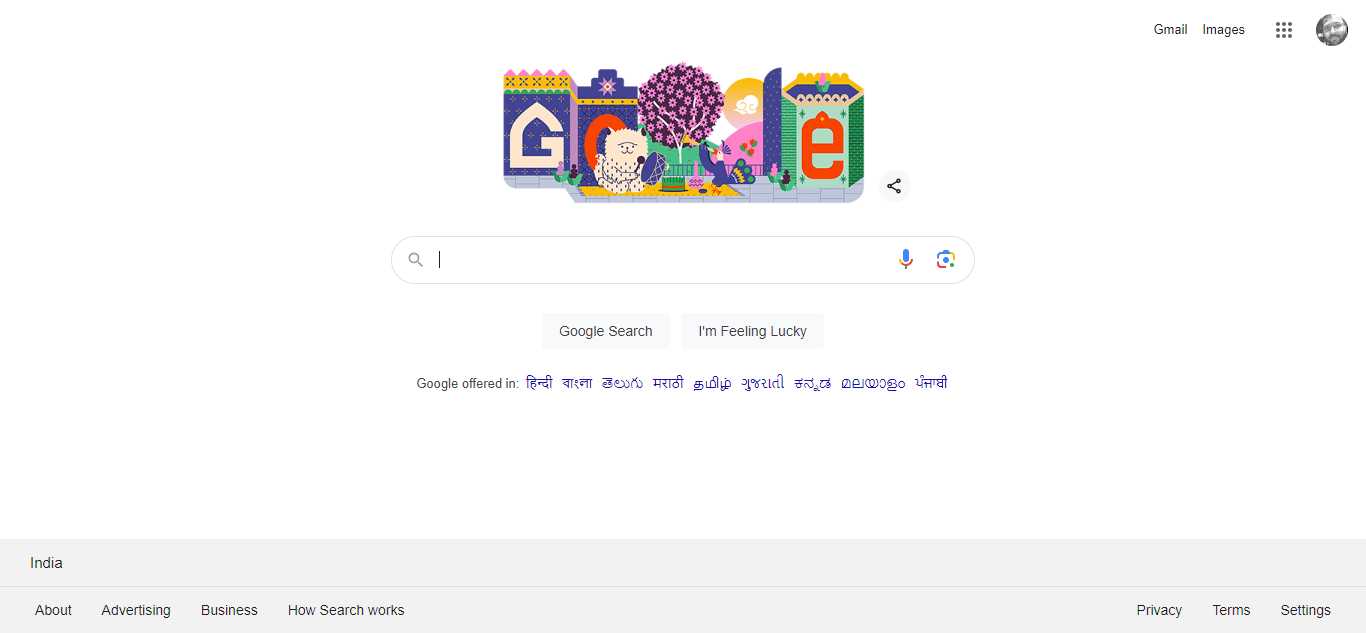 Gmail Images
Google
Google Search I'm Feeling Lucky
Google offered in: हिन्दी বাংলা తెలుగు मराठी தமிழ் ગુજરાતી ಕನ್ನಡ മലയാളം ਪੰਜਾਬੀ
India
About Advertising Business How Search works Privacy Terms Settings